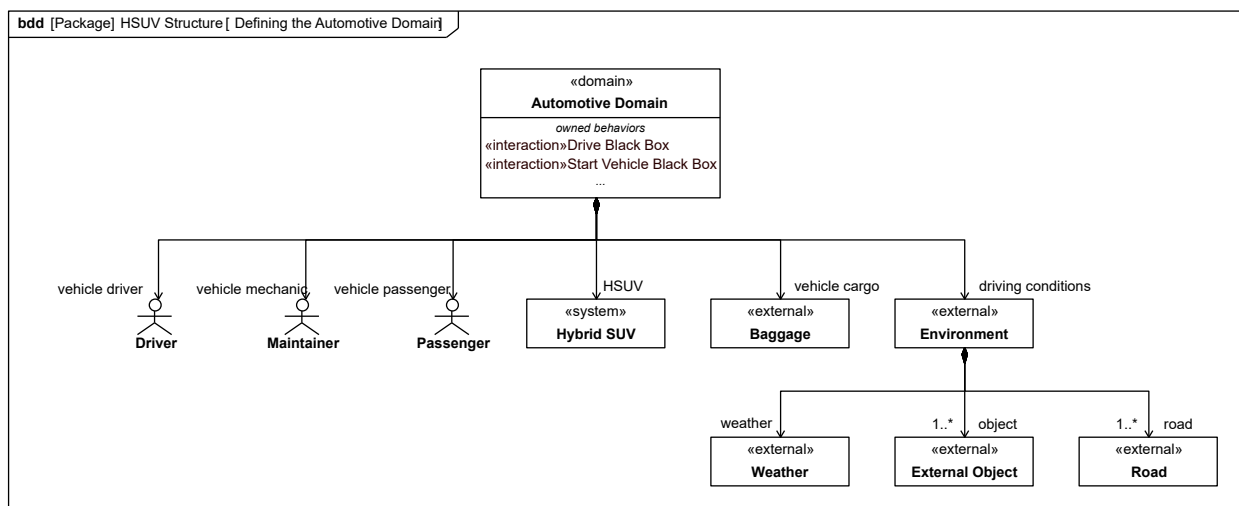 bdd [Package] HSUV Structure [ Defining the Automotive Domain]
«domain»
Automotive Domain
owned behaviors
«interaction»Drive Black Box
«interaction»Start Vehicle Black Box
...
vehicle driver
vehicle mechanic
vehicle passenger
HSUV
vehicle cargo
driving conditions
Driver
Maintainer
Passenger
«system»
Hybrid SUV
«external»
Baggage
«external»
Environment
weather
1..* object
1..* road
«external»
Weather
«external»
External Object
«external»
Road